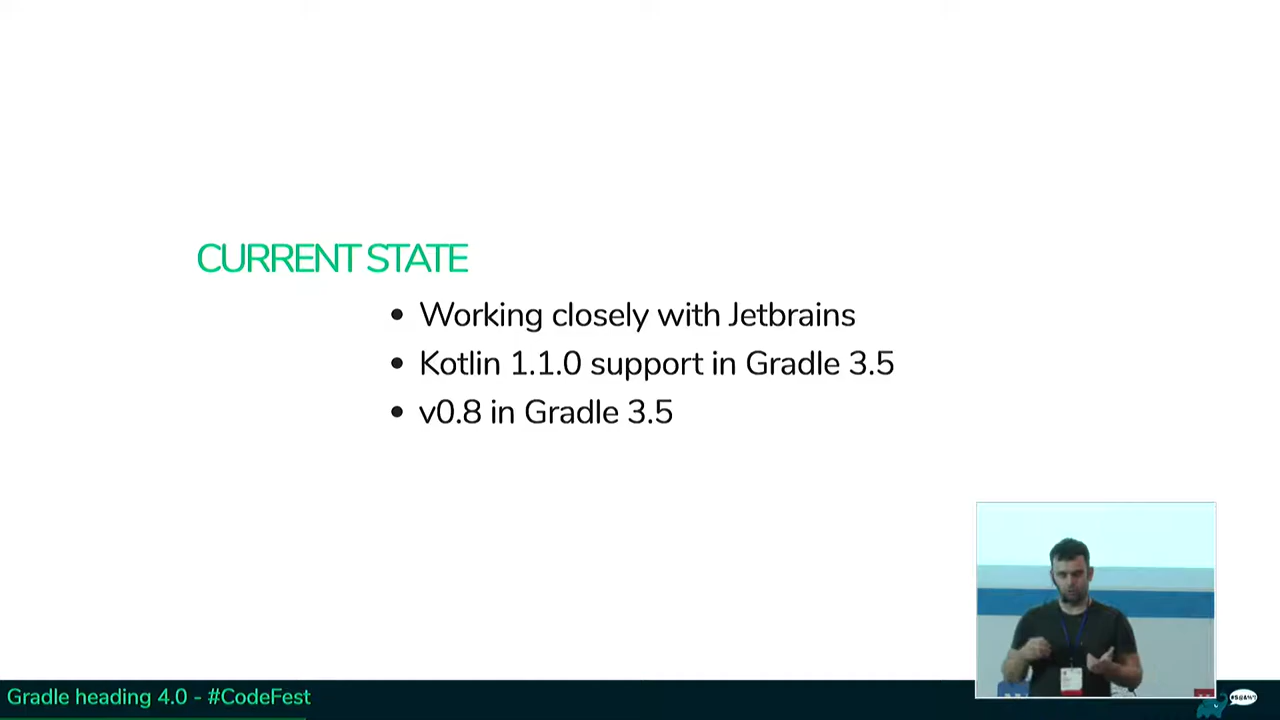 CURRENT STATE
Working closely with Jetbrains
Kotlin 1.1.0 support in Gradle 3.5
v0.8 in Gradle 3.5
Gradle heading 4.0 - #CodeFest